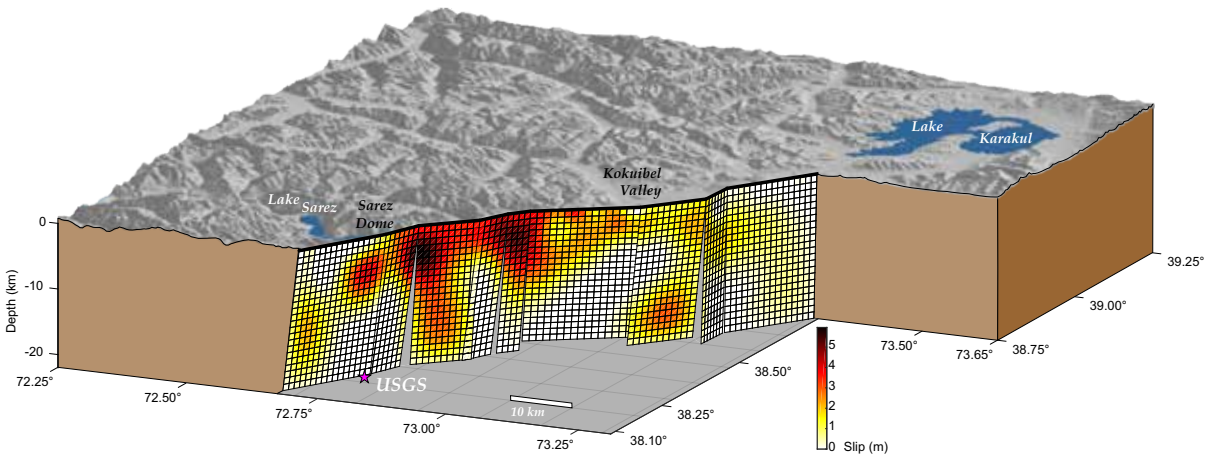 Lake
Karakul
Kokuibel
Valley
Lake
Sarez
Sarez
Dome
0
-10
-20
Depth (km)
72.25°
72.50°
72.75°
73.00°
73.25°
38.10°
38.25°
38.50°
73.50°
73.65°
38.75°
39.00°
39.25°
USGS
10 km
5
4
3
2
1
0 Slip (m)